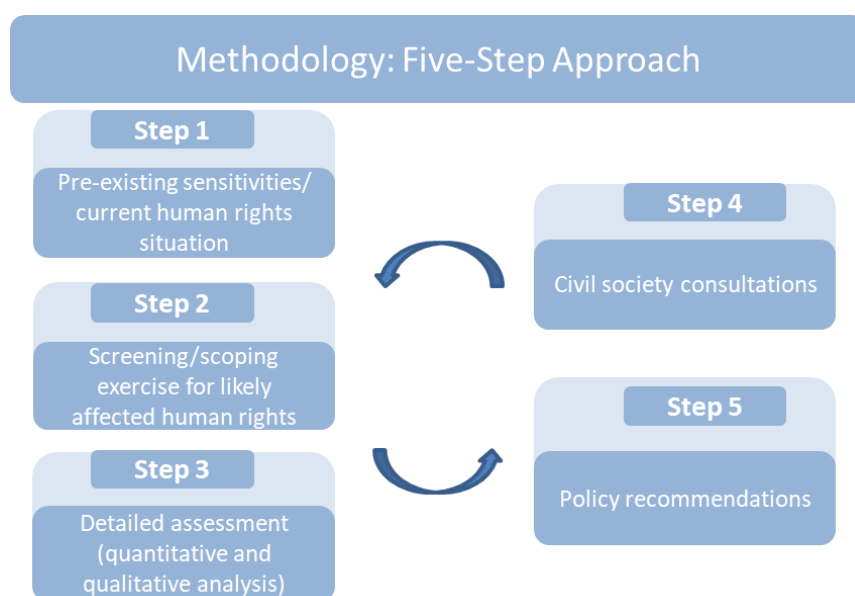 Methodology: Five-Step Approach
Step 1
Pre-existing sensitivities/
current human rights
situation
Step 2
Screening/scoping
exercise for likely
affected human rights
Step 3
Detailed assessment
(quantitative and
qualitative analysis)
Step 4
Civil society consultations
Step 5
Policy recommendations